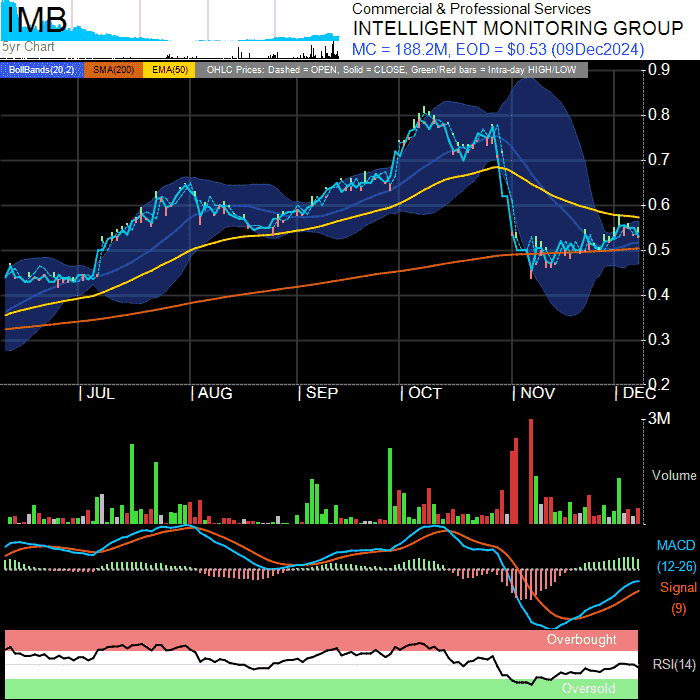 IMB
Commercial & Professional Services
INTELLIGENT MONITORING GROUP
5yr Chart
MC = 188.2M, EOD = $0.53 (09Dec2024)
BollBands(20,2) SMA(200) EMA(50) OHLC Prices: Dashed = OPEN, Solid = CLOSE, Green/Red bars = Intra-day HIGH/LOW
0.9
0.8
0.7
0.6
0.5
0.4
0.3
0.2
JUL AUG SEP OCT NOV DEC
3M
Volume
MACD
(12-26)
Signal
(9)
Overbought
RSI(14)
Oversold